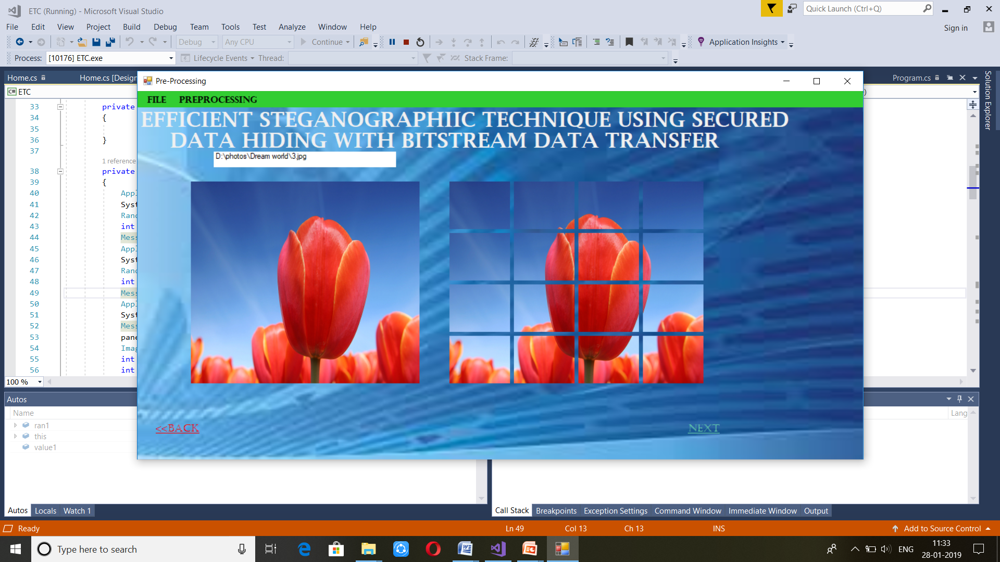 ETC (Running) - Microsoft Visual Studio
Quick Launch (Ctrl+Q)
File Edit View Project Build Debug Team Tools Test Analyze Window Help
Sign in
Debug Any CPU Continue Application Insights
Process: [10176] ETC.exe Lifecycle Events Thread: Stack Frame:
Home.cs Home.cs [Design Program.cs
Pre-Processing
C# ETC
)
FILE PREPROCESSING
EFFICIENT STEGANOGRAPHIIC TECHNIQUE USING SECURED
DATA HIDING WITH BITSTREAM DATA TRANSFER
D:\photos\Dream world\3.jpg
33 private
34 {
35
36 }
37
1 reference
38 private
39 {
40 Appl
41 Syst
42 Rand
43 int
44 Mess
45 Appl
46 Syst
47 Rand
48 int
49 Mess
50 Appl
51 Syst
52 Mess
53 pane
54 Imag
55 int
56 int
100 %
<<BACK NEXT
Solution Explorer
Autos
Name
Lang
ran1
this
value1
Autos Locals Watch 1
Call Stack Breakpoints Exception Settings Command Window Immediate Window Output
Ready Ln 49 Col 13 Ch 13 INS Add to Source Control
Type here to search
ENG
11:33
28-01-2019